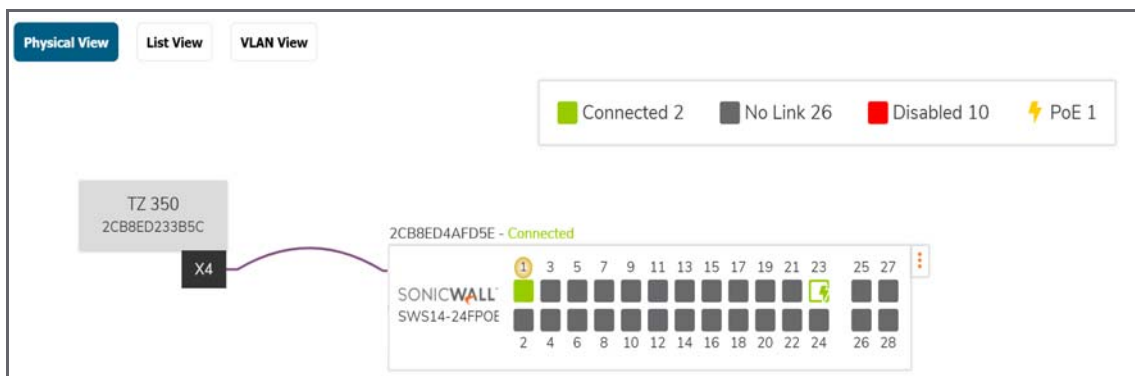 Physical View List View VLAN View
Connected 2 No Link 26 Disabled 10 PoE 1
TZ 350
2CB8ED233B5C
X4
2CB8ED4AFD5E - Connected
1 3 5 7 9 11 13 15 17 19 21 23 25 27
SONICWALL
SWS14-24FPOE
2 4 6 8 10 12 14 16 18 20 22 24 26 28